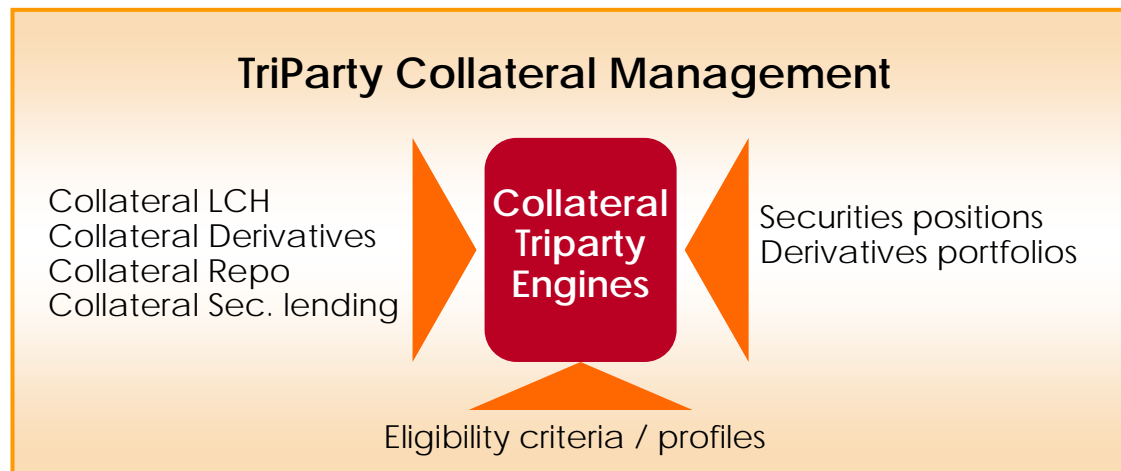 TriParty Collateral Management
Collateral LCH
Collateral Derivatives
Collateral Repo
Collateral Sec. lending
Collateral
Triparty
Engines
Securities positions
Derivatives portfolios
Eligibility criteria / profiles